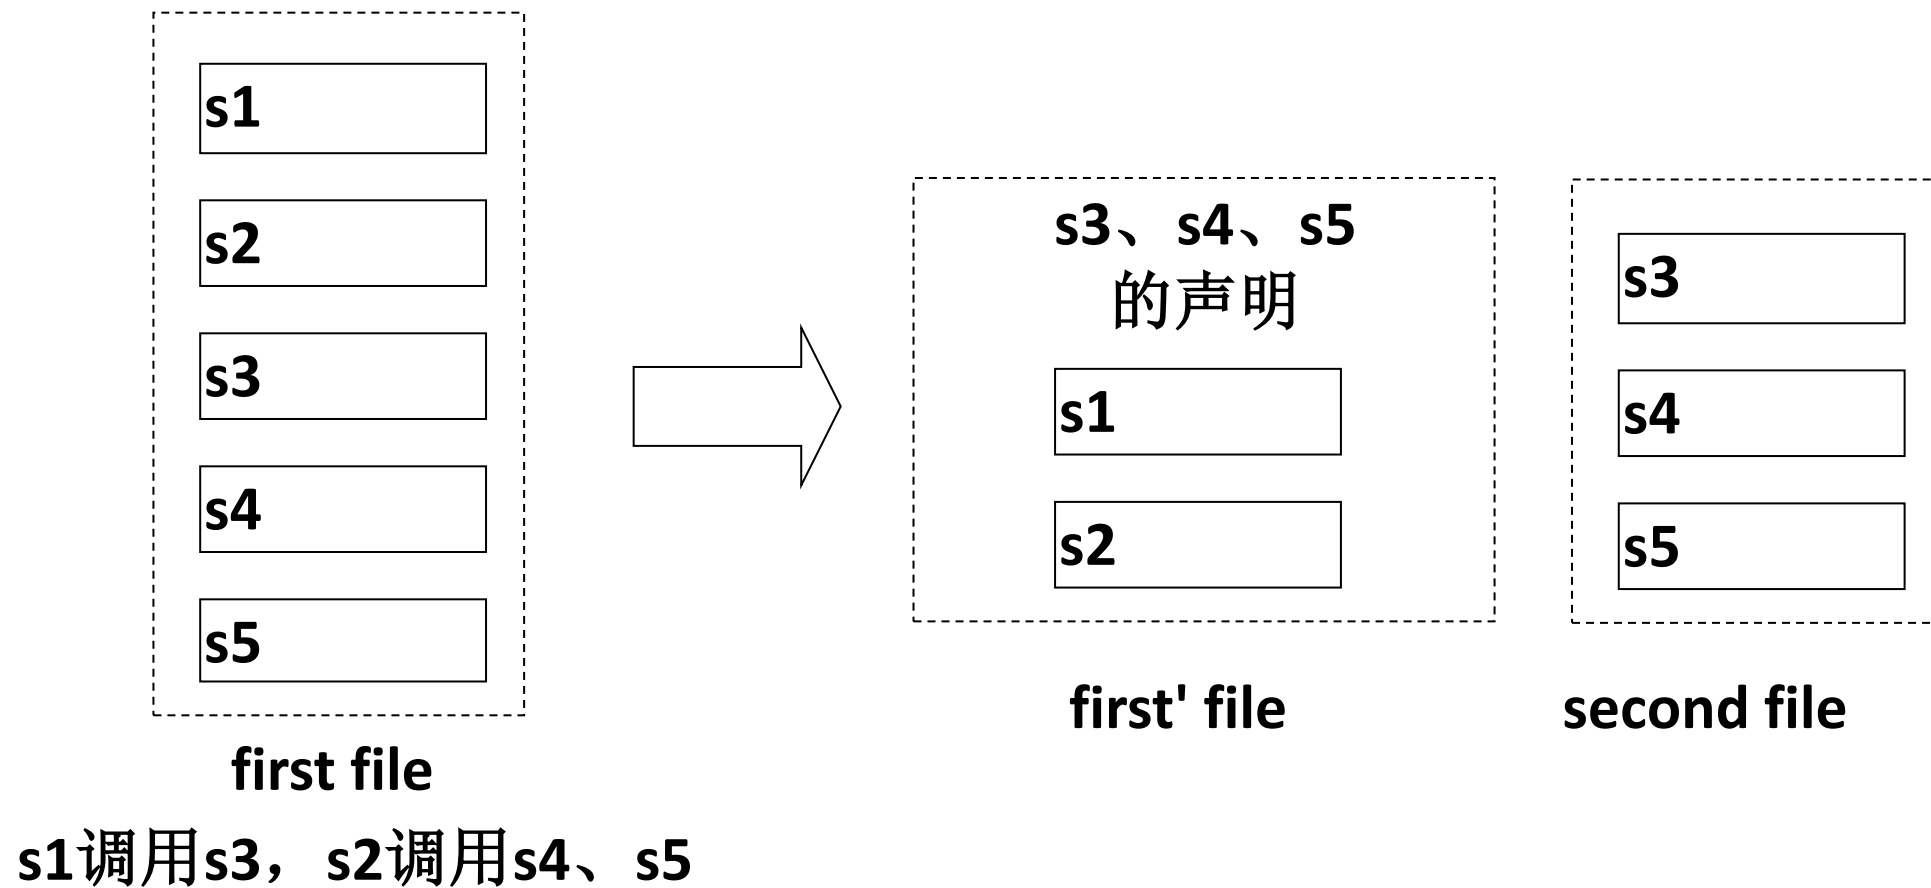 s1
s2
s3
s4
s5
first file
s1调用s3，s2调用s4、s5
s3、s4、s5
的声明
s1
s2
first' file
s3
s4
s5
second file